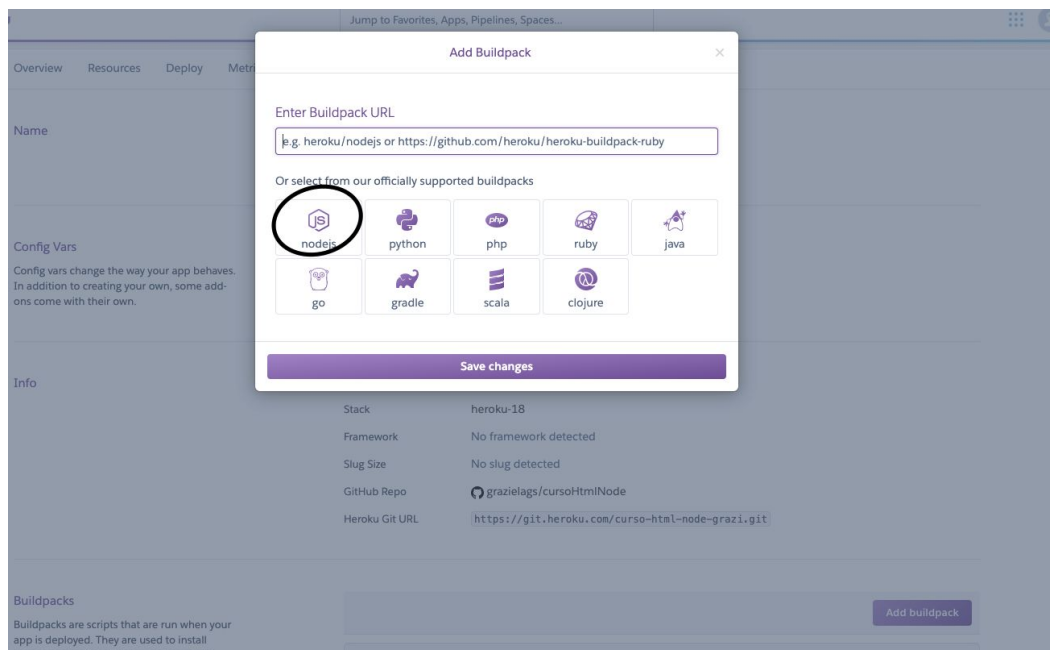 Jump to Favorites, Apps, Pipelines, Spaces...
Add Buildpack
Overview Resources Deploy Metri
Enter Buildpack URL
e.g. heroku/nodejs or https://github.com/heroku/heroku-buildpack-ruby
Name
Or select from our officially supported buildpacks
JS php
nodejs python php ruby java
go gradle scala clojure
Config Vars
Config vars change the way your app behaves.
In addition to creating your own, some add-
ons come with their own.
Save changes
Info
Stack heroku-18
Framework No framework detected
Slug Size No slug detected
GitHub Repo grazielags/cursoHtmlNode
Heroku Git URL https://git.heroku.com/curso-html-node-grazi.git
Buildpacks
Buildpacks are scripts that are run when your
app is deployed. They are used to install
Add buildpack